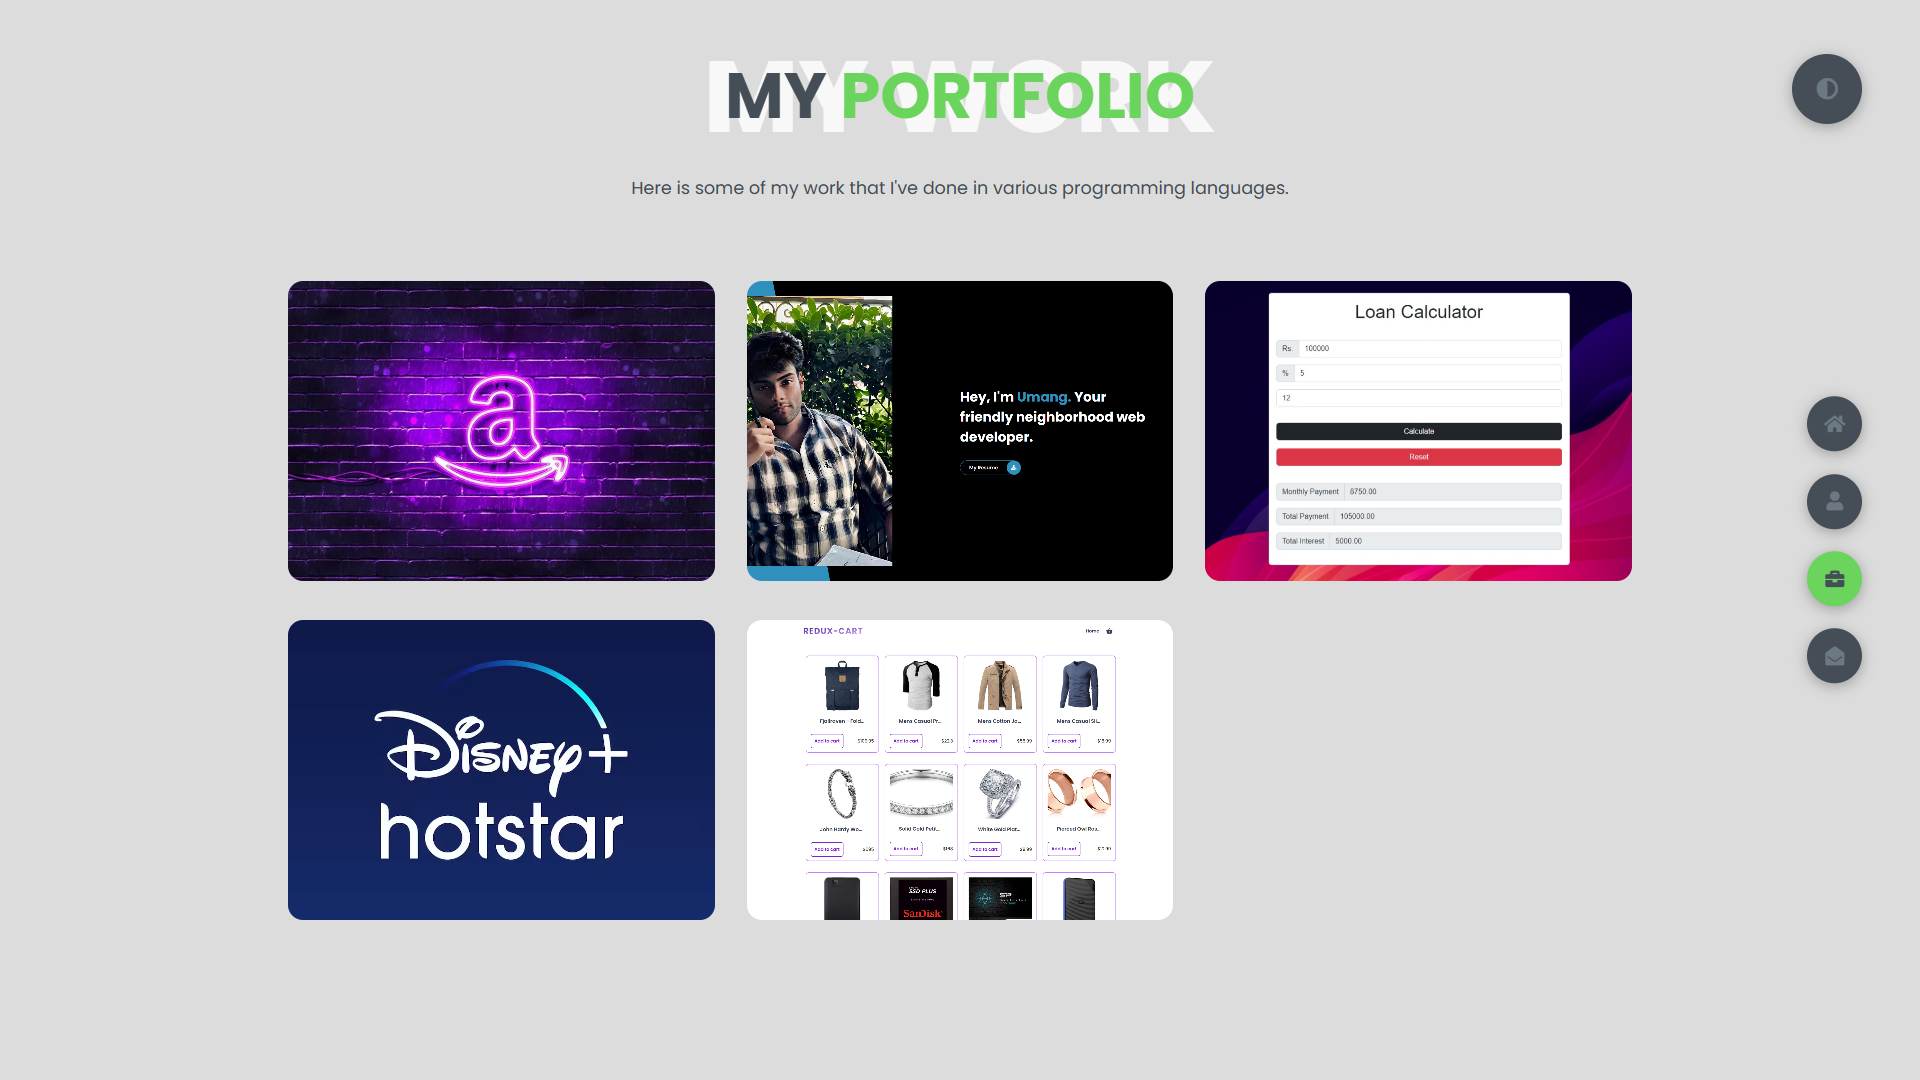 MY WORK
MY PORTFOLIO
Here is some of my work that I've done in various programming languages.
a
Hey, I'm Umang. Your
friendly neighborhood web
developer.
My Resume
Loan Calculator
Rs. 100000
% 5
12
Calculate
Reset
Monthly Payment 8750.00
Total Payment 105000.00
Total Interest 5000.00
Disney+
hotstar
REDUX-CART
Home
Fjallraven - Fold... Mens Casual Pr... Mens Cotton Ja... Mens Casual Sli...
Add to cart $109.95 Add to cart $22.3 Add to cart $55.99 Add to cart $15.99
John Hardy Wo... Solid Gold Petit... White Gold Plat... Pierced Owl Ros...
Add to cart $695 Add to cart $168 Add to cart $9.99 Add to cart $10.99
SSD PLUS
SanDisk
SP